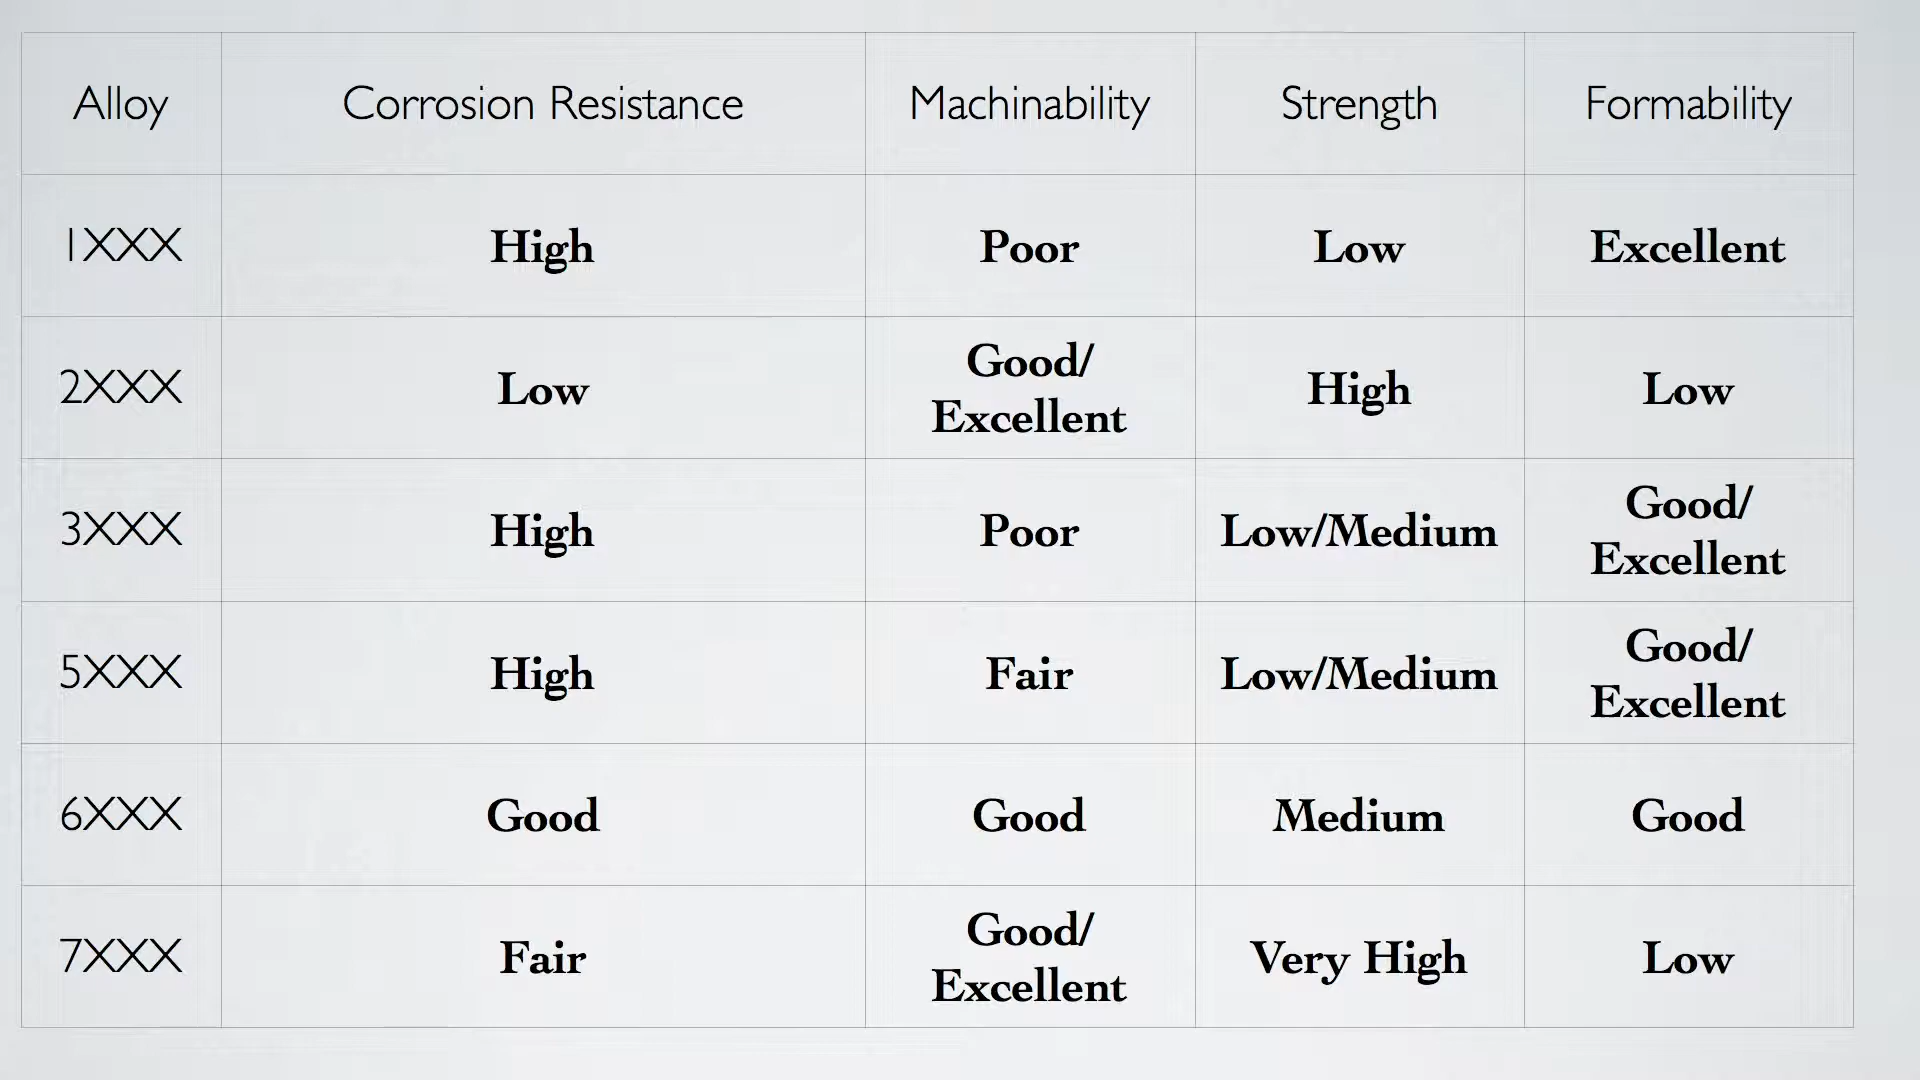 Alloy Corrosion Resistance Machinability Strength Formability
1XXX High Poor Low Excellent
2XXX Low Good/ High Low
Excellent
3XXX High Poor Low/Medium Good/
Excellent
5XXX High Fair Low/Medium Good/
Excellent
6XXX Good Good Medium Good
7XXX Fair Good/ Very High Low
Excellent